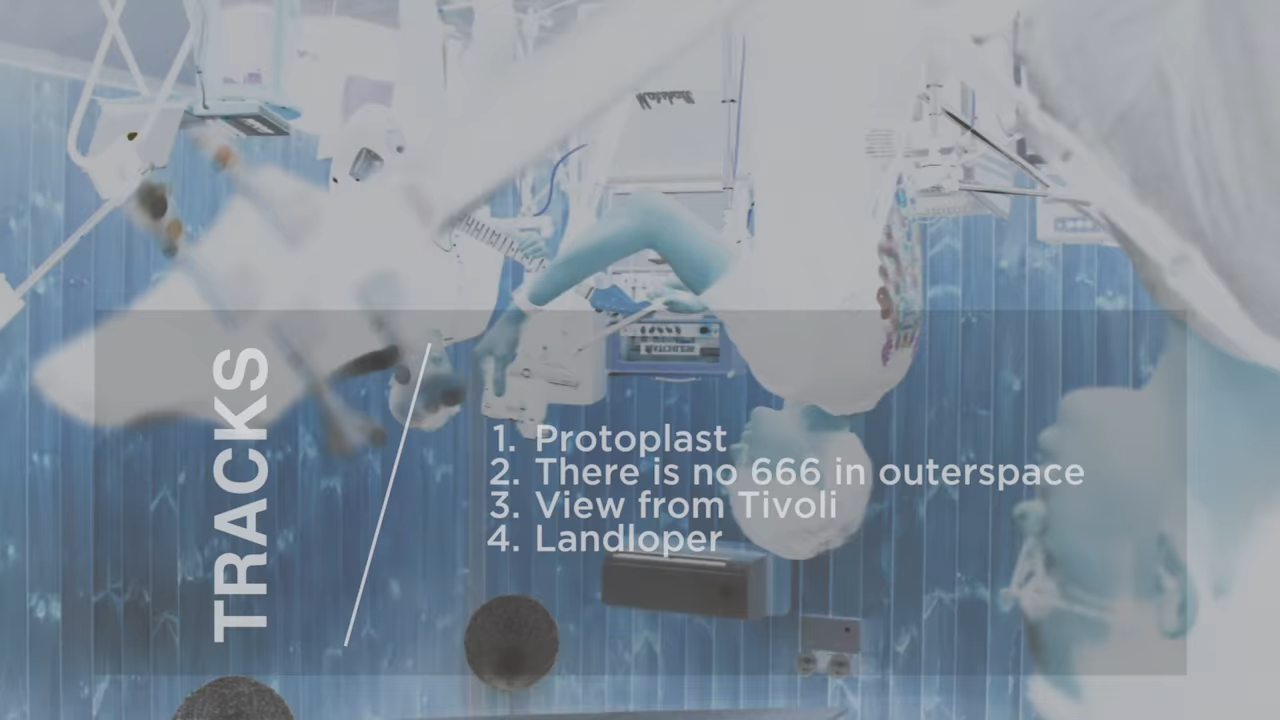 TRACKS
1. Protoplast
2. There is no 666 in outerspace
3. View from Tivoli
4. Landloper